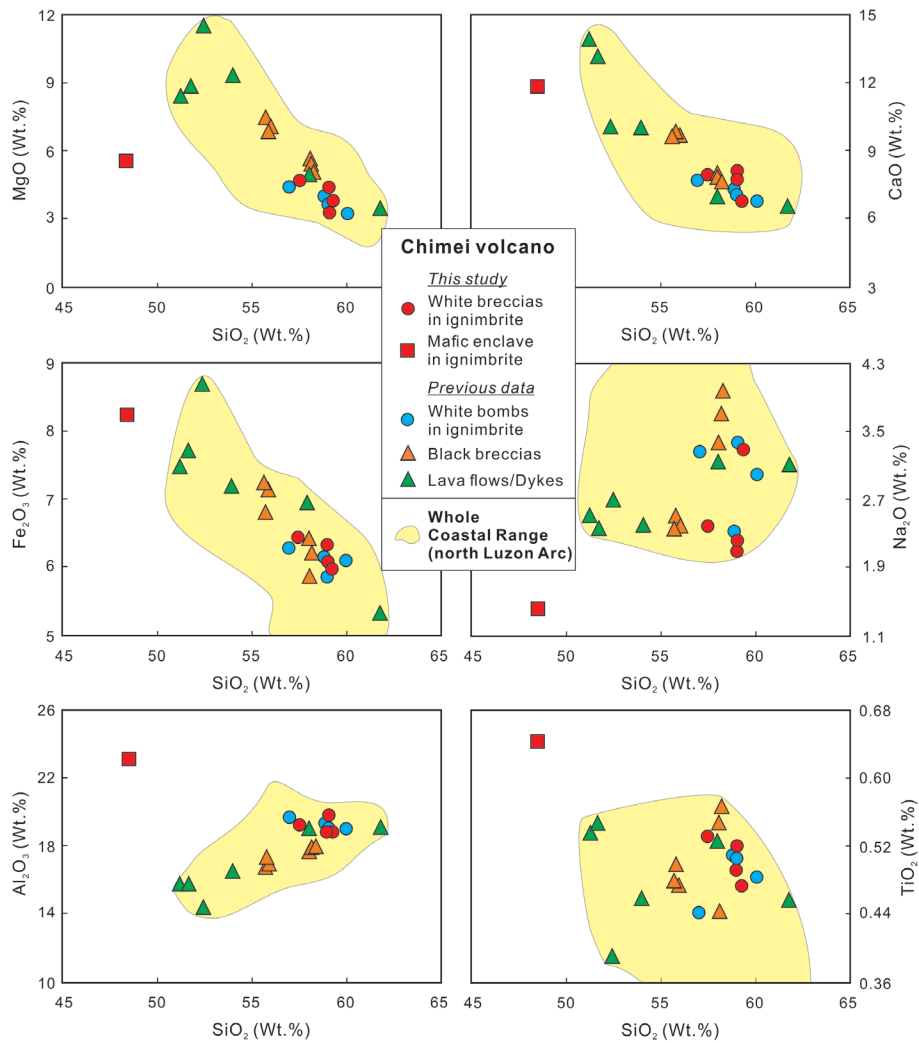 12
9
6
3
0
MgO (Wt.%)
45
50
55
60
65
SiO₂ (Wt.%)
15
12
9
6
3
CaO (Wt.%)
45
50
55
60
65
SiO₂ (Wt.%)
Chimei volcano
This study
White breccias
in ignimbrite
Mafic enclave
in ignimbrite
Previous data
White bombs
in ignimbrite
Black breccias
Lava flows/Dykes
Whole
Coastal Range
(north Luzon Arc)
9
8
7
6
5
Fe₂O₃ (Wt.%)
45
50
55
60
65
SiO₂ (Wt.%)
4.3
3.5
2.7
1.9
1.1
Na₂O (Wt.%)
45
50
55
60
65
SiO₂ (Wt.%)
26
22
18
14
10
Al₂O₃ (Wt.%)
45
50
55
60
65
SiO₂ (Wt.%)
0.68
0.60
0.52
0.44
0.36
TiO₂ (Wt.%)
45
50
55
60
65
SiO₂ (Wt.%)